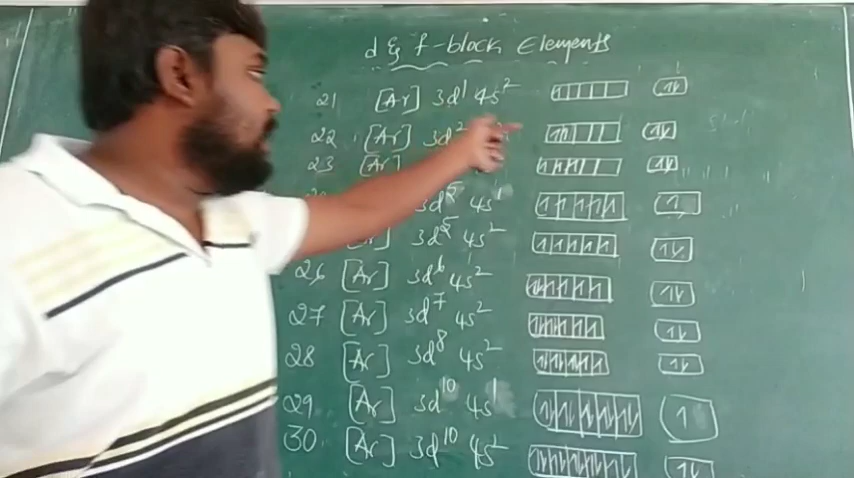 d & f-block Elements
21 [Ar] 3d¹ 4s²
22 [Ar] 3d²
23 [Ar]
3d⁵ 4s¹
3d⁵ 4s²
26 [Ar] 3d⁶ 4s²
27 [Ar] 3d⁷ 4s²
28 [Ar] 3d⁸ 4s²
29 [Ar] 3d¹⁰ 4s¹
30 [Ar] 3d¹⁰ 4s²